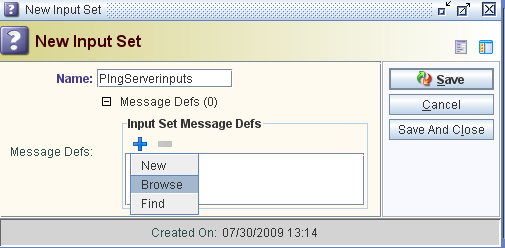 New Input Set
New Input Set
Name: PIngServerinputs
Message Defs (0)
Input Set Message Defs
Message Defs:
New
Browse
Find
Save
Cancel
Save And Close
Created On: 07/30/2009 13:14